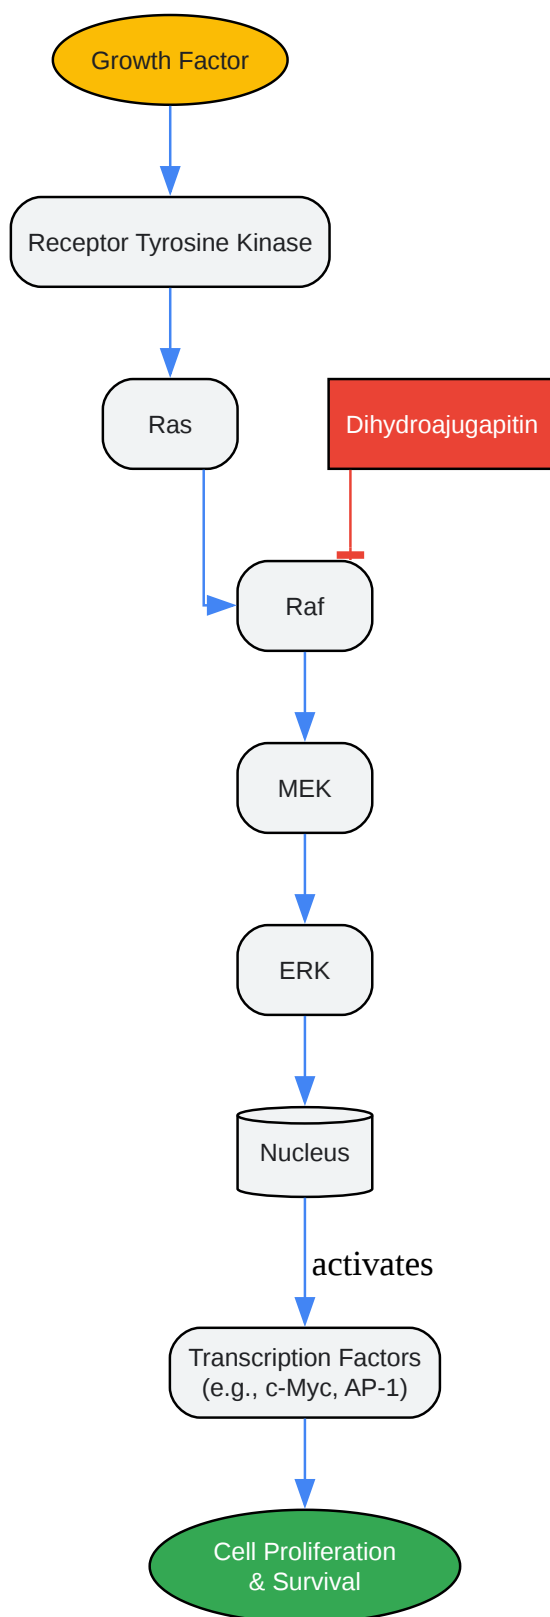 Growth Factor
Receptor Tyrosine Kinase
Ras
Dihydroajugapitin
Raf
MEK
ERK
Nucleus
activates
Transcription Factors
(e.g., c-Myc, AP-1)
Cell Proliferation
& Survival